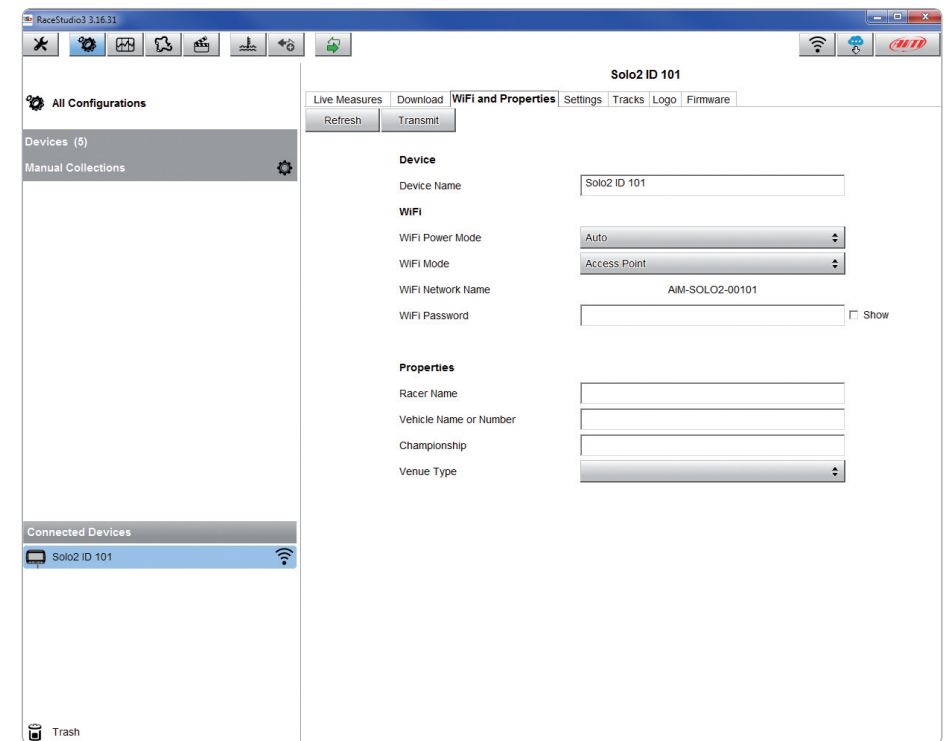 RaceStudio3 3.16.31
AiM
Solo2 ID 101
All Configurations
Live Measures Download WiFi and Properties Settings Tracks Logo Firmware
Refresh Transmit
Devices (5)
Manual Collections
Device
Device Name Solo2 ID 101
WiFi
WiFi Power Mode Auto
WiFi Mode Access Point
WiFi Network Name AiM-SOLO2-00101
WiFi Password Show
Properties
Racer Name
Vehicle Name or Number
Championship
Venue Type
Connected Devices
Solo2 ID 101
Trash